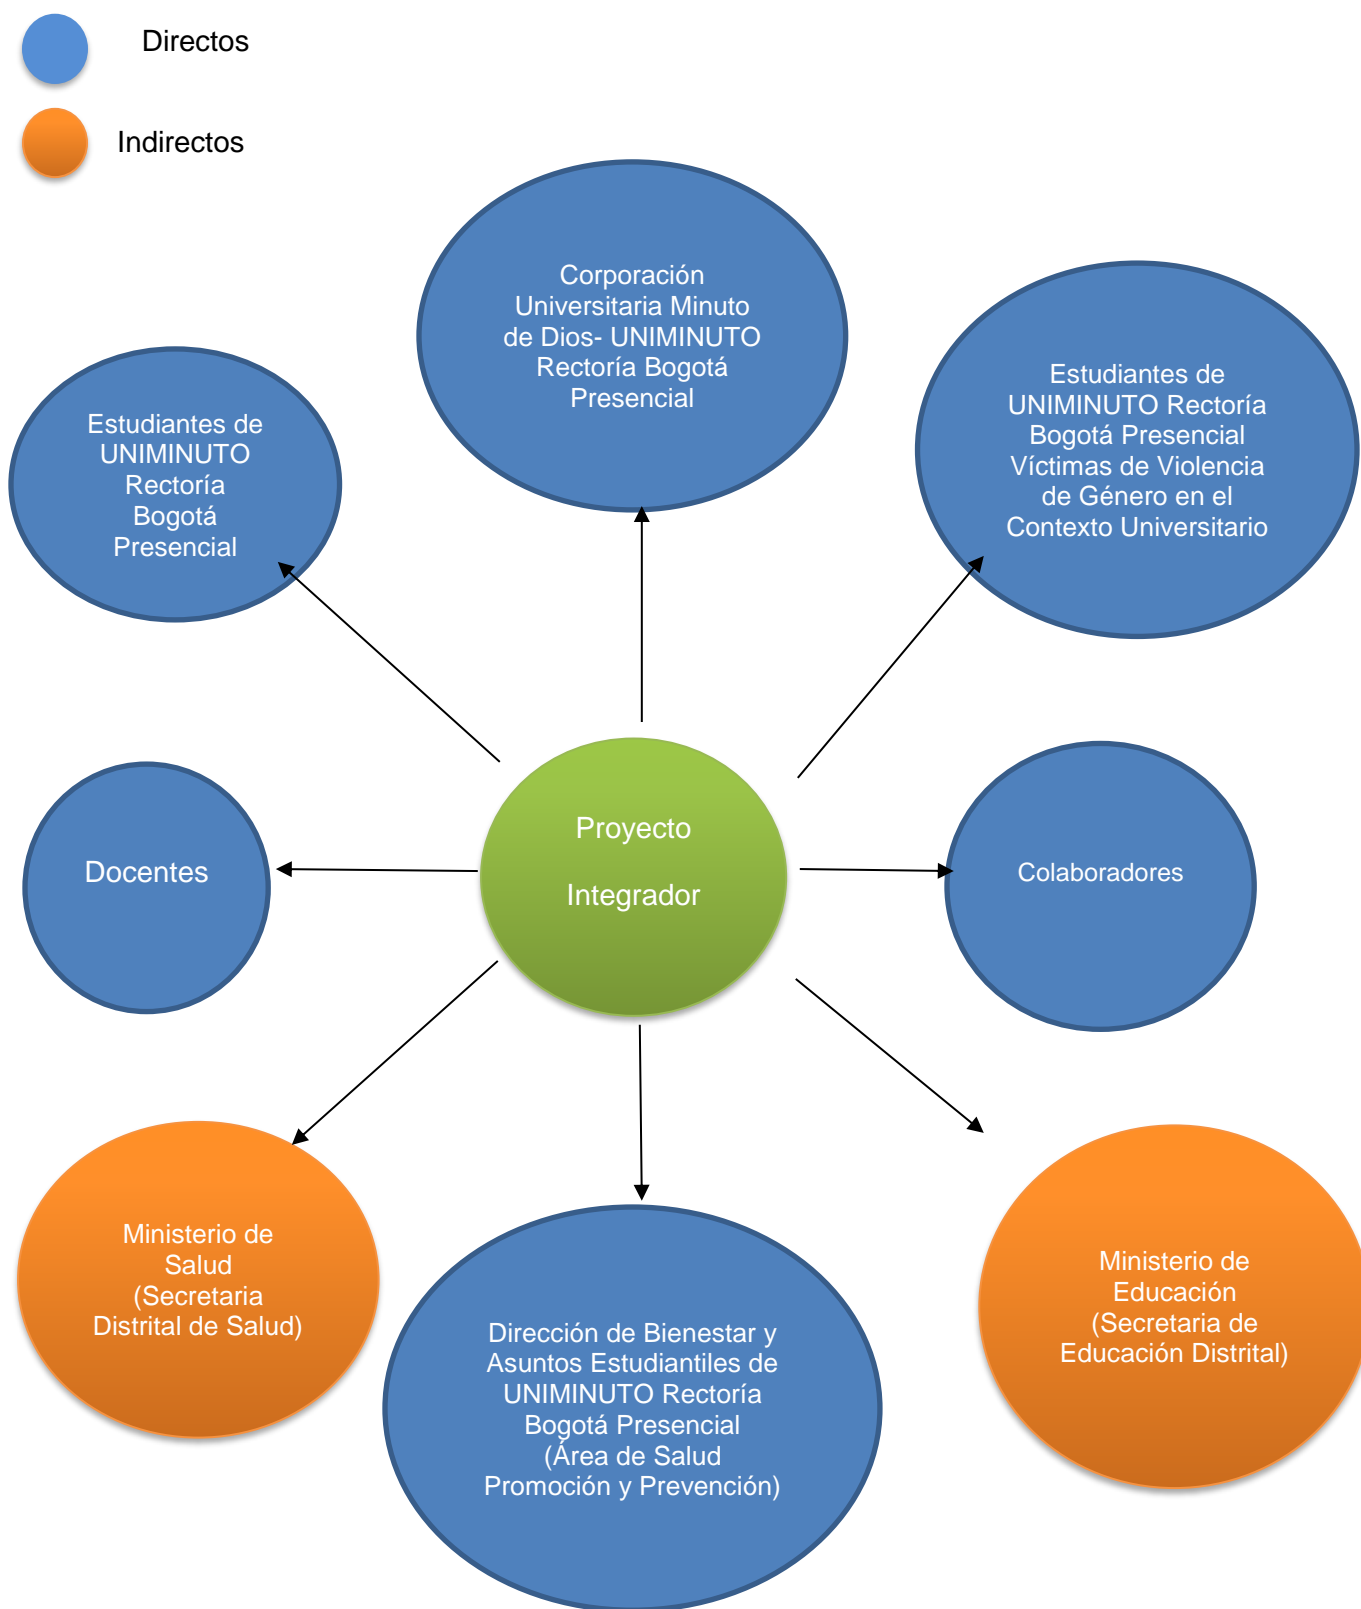 Directos
Indirectos
Corporación
Universitaria Minuto
de Dios- UNIMINUTO
Rectoría Bogotá
Presencial
Estudiantes de
UNIMINUTO Rectoría
Bogotá Presencial
Víctimas de Violencia
de Género en el
Contexto Universitario
Estudiantes de
UNIMINUTO
Rectoría
Bogotá
Presencial
Proyecto
Integrador
Docentes
Colaboradores
Ministerio de
Salud
(Secretaria
Distrital de Salud)
Ministerio de
Educación
(Secretaria de
Educación Distrital)
Dirección de Bienestar y
Asuntos Estudiantiles de
UNIMINUTO Rectoría
Bogotá Presencial
(Área de Salud
Promoción y Prevención)